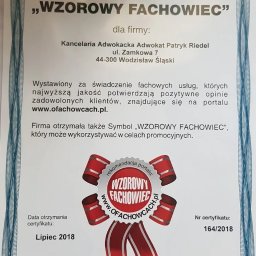 „WZOROWY FACHOWIEC”
dla firmy:
Kancelaria Adwokacka Adwokat Patryk Riedel
ul. Zamkowa 7
44-300 Wodzisław Śląski
Wystawiony za świadczenie fachowych usług, których
najwyższą jakość potwierdzają pozytywne opinie
zadowolonych klientów, znajdujące się na portalu
www.ofachowcach.pl.
Firma otrzymała także Symbol „WZOROWY FACHOWIEC”,
który może wykorzystywać w celach promocyjnych.
WZOROWY
FACHOWIEC
WWW.OFACHOWCACH.PL
Data otrzymania
certyfikatu:
Lipiec 2018
Nr certyfikatu:
164/2018